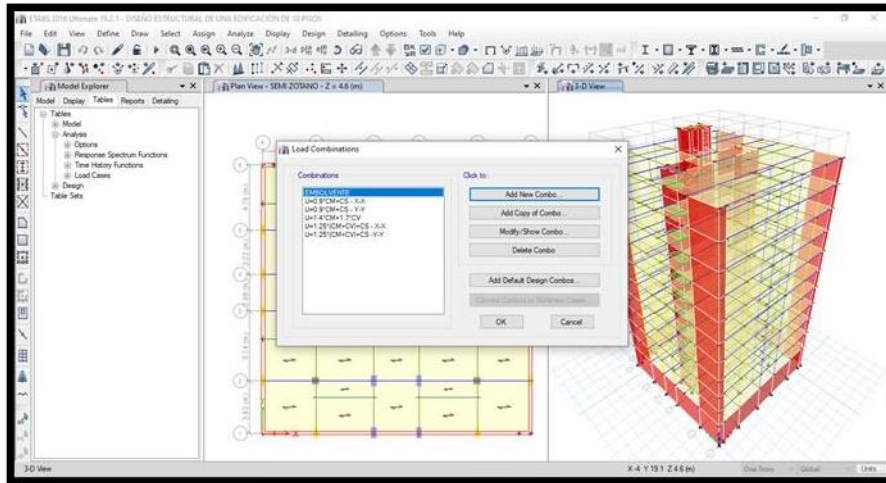 ETABS 2016 Ultimate 16.2.1 - DISEÑO ESTRUCTURAL DE UNA EDIFICACION DE 10 PISOS
File Edit View Define Draw Select Assign Analyze Display Design Detailing Options Tools Help
Model Explorer
Model Display Tables Reports Detailing
Tables
Model
Analysis
Options
Response Spectrum Functions
Time History Functions
Load Cases
Design
Table Sets
Plan View - SEMI ZOTANO - Z = 4.6 (m)
3-D View
Load Combinations
Combinations
EMBOLVENTE
U=0.9*CM+CS - X-X
U=0.9*CM+CS - Y-Y
U=1.4*CM+1.7*CV
U=1.25*(CM+CV)+CS - X-X
U=1.25*(CM+CV)+CS -Y-Y
Click to:
Add New Combo...
Add Copy of Combo...
Modify/Show Combo...
Delete Combo
Add Default Design Combos...
Convert Combos to Nonlinear Cases...
OK Cancel
X
3-D View
X -4 Y 19.1 Z 4.6 (m)
One Story
Global
Units...